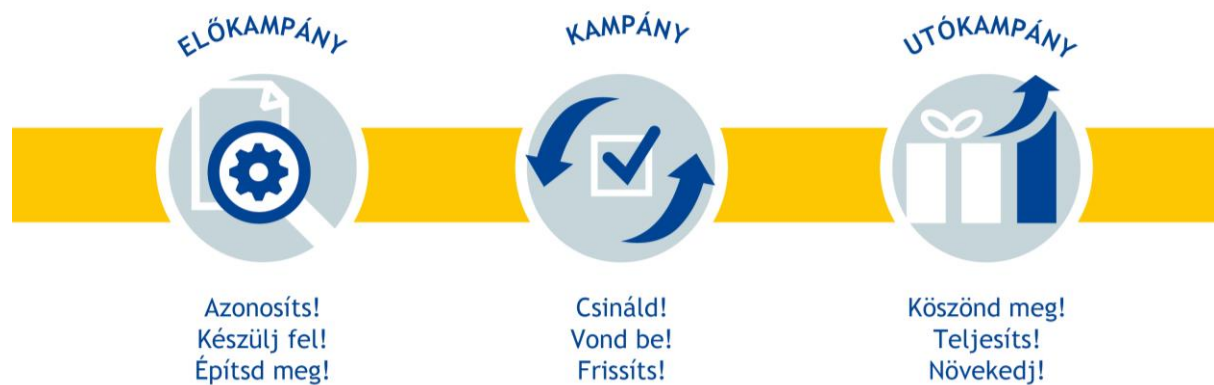 ELŐKAMPÁNY
KAMPÁNY
UTÓKAMPÁNY
Azonosíts!
Készülj fel!
Építsd meg!
Csináld!
Vond be!
Frissíts!
Köszönd meg!
Teljesíts!
Növekedj!